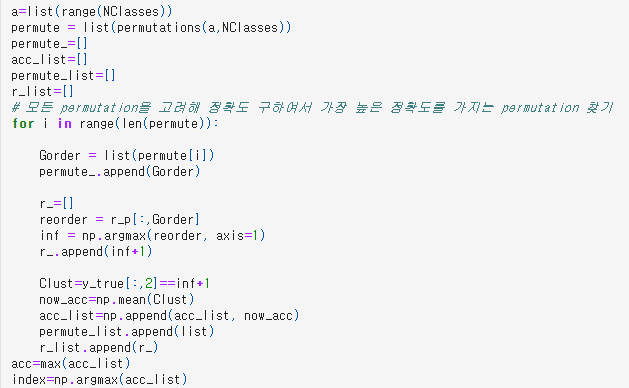 a=list(range(NClasses))
permute = list(permutations(a,NClasses))
permute_=[]
acc_list=[]
permute_list=[]
r_list=[]
# 모든 permutation을 고려해 정확도 구하여서 가장 높은 정확도를 가지는 permutation 찾기
for i in range(len(permute)):
    Gorder = list(permute[i])
    permute_.append(Gorder)
    r_=[]
    reorder = r_p[:,Gorder]
    inf = np.argmax(reorder, axis=1)
    r_.append(inf+1)
    Clust=y_true[:,2]==inf+1
    now_acc=np.mean(Clust)
    acc_list=np.append(acc_list, now_acc)
    permute_list.append(list)
    r_list.append(r_)
acc=max(acc_list)
index=np.argmax(acc_list)